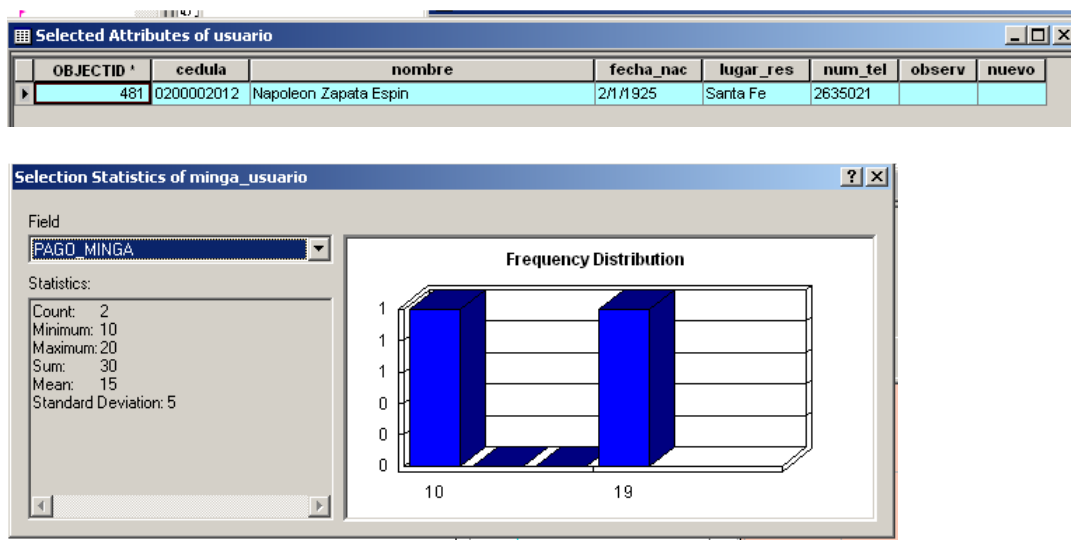 Selected Attributes of usuario
OBJECTID * cedula nombre fecha_nac lugar_res num_tel observ nuevo
481 0200002012 Napoleon Zapata Espin 2/1/1925 Santa Fe 2635021
Selection Statistics of minga_usuario
Field
PAGO_MINGA
Statistics:
Count: 2
Minimum: 10
Maximum: 20
Sum: 30
Mean: 15
Standard Deviation: 5
Frequency Distribution
1
1
1
0
0
0
10 19